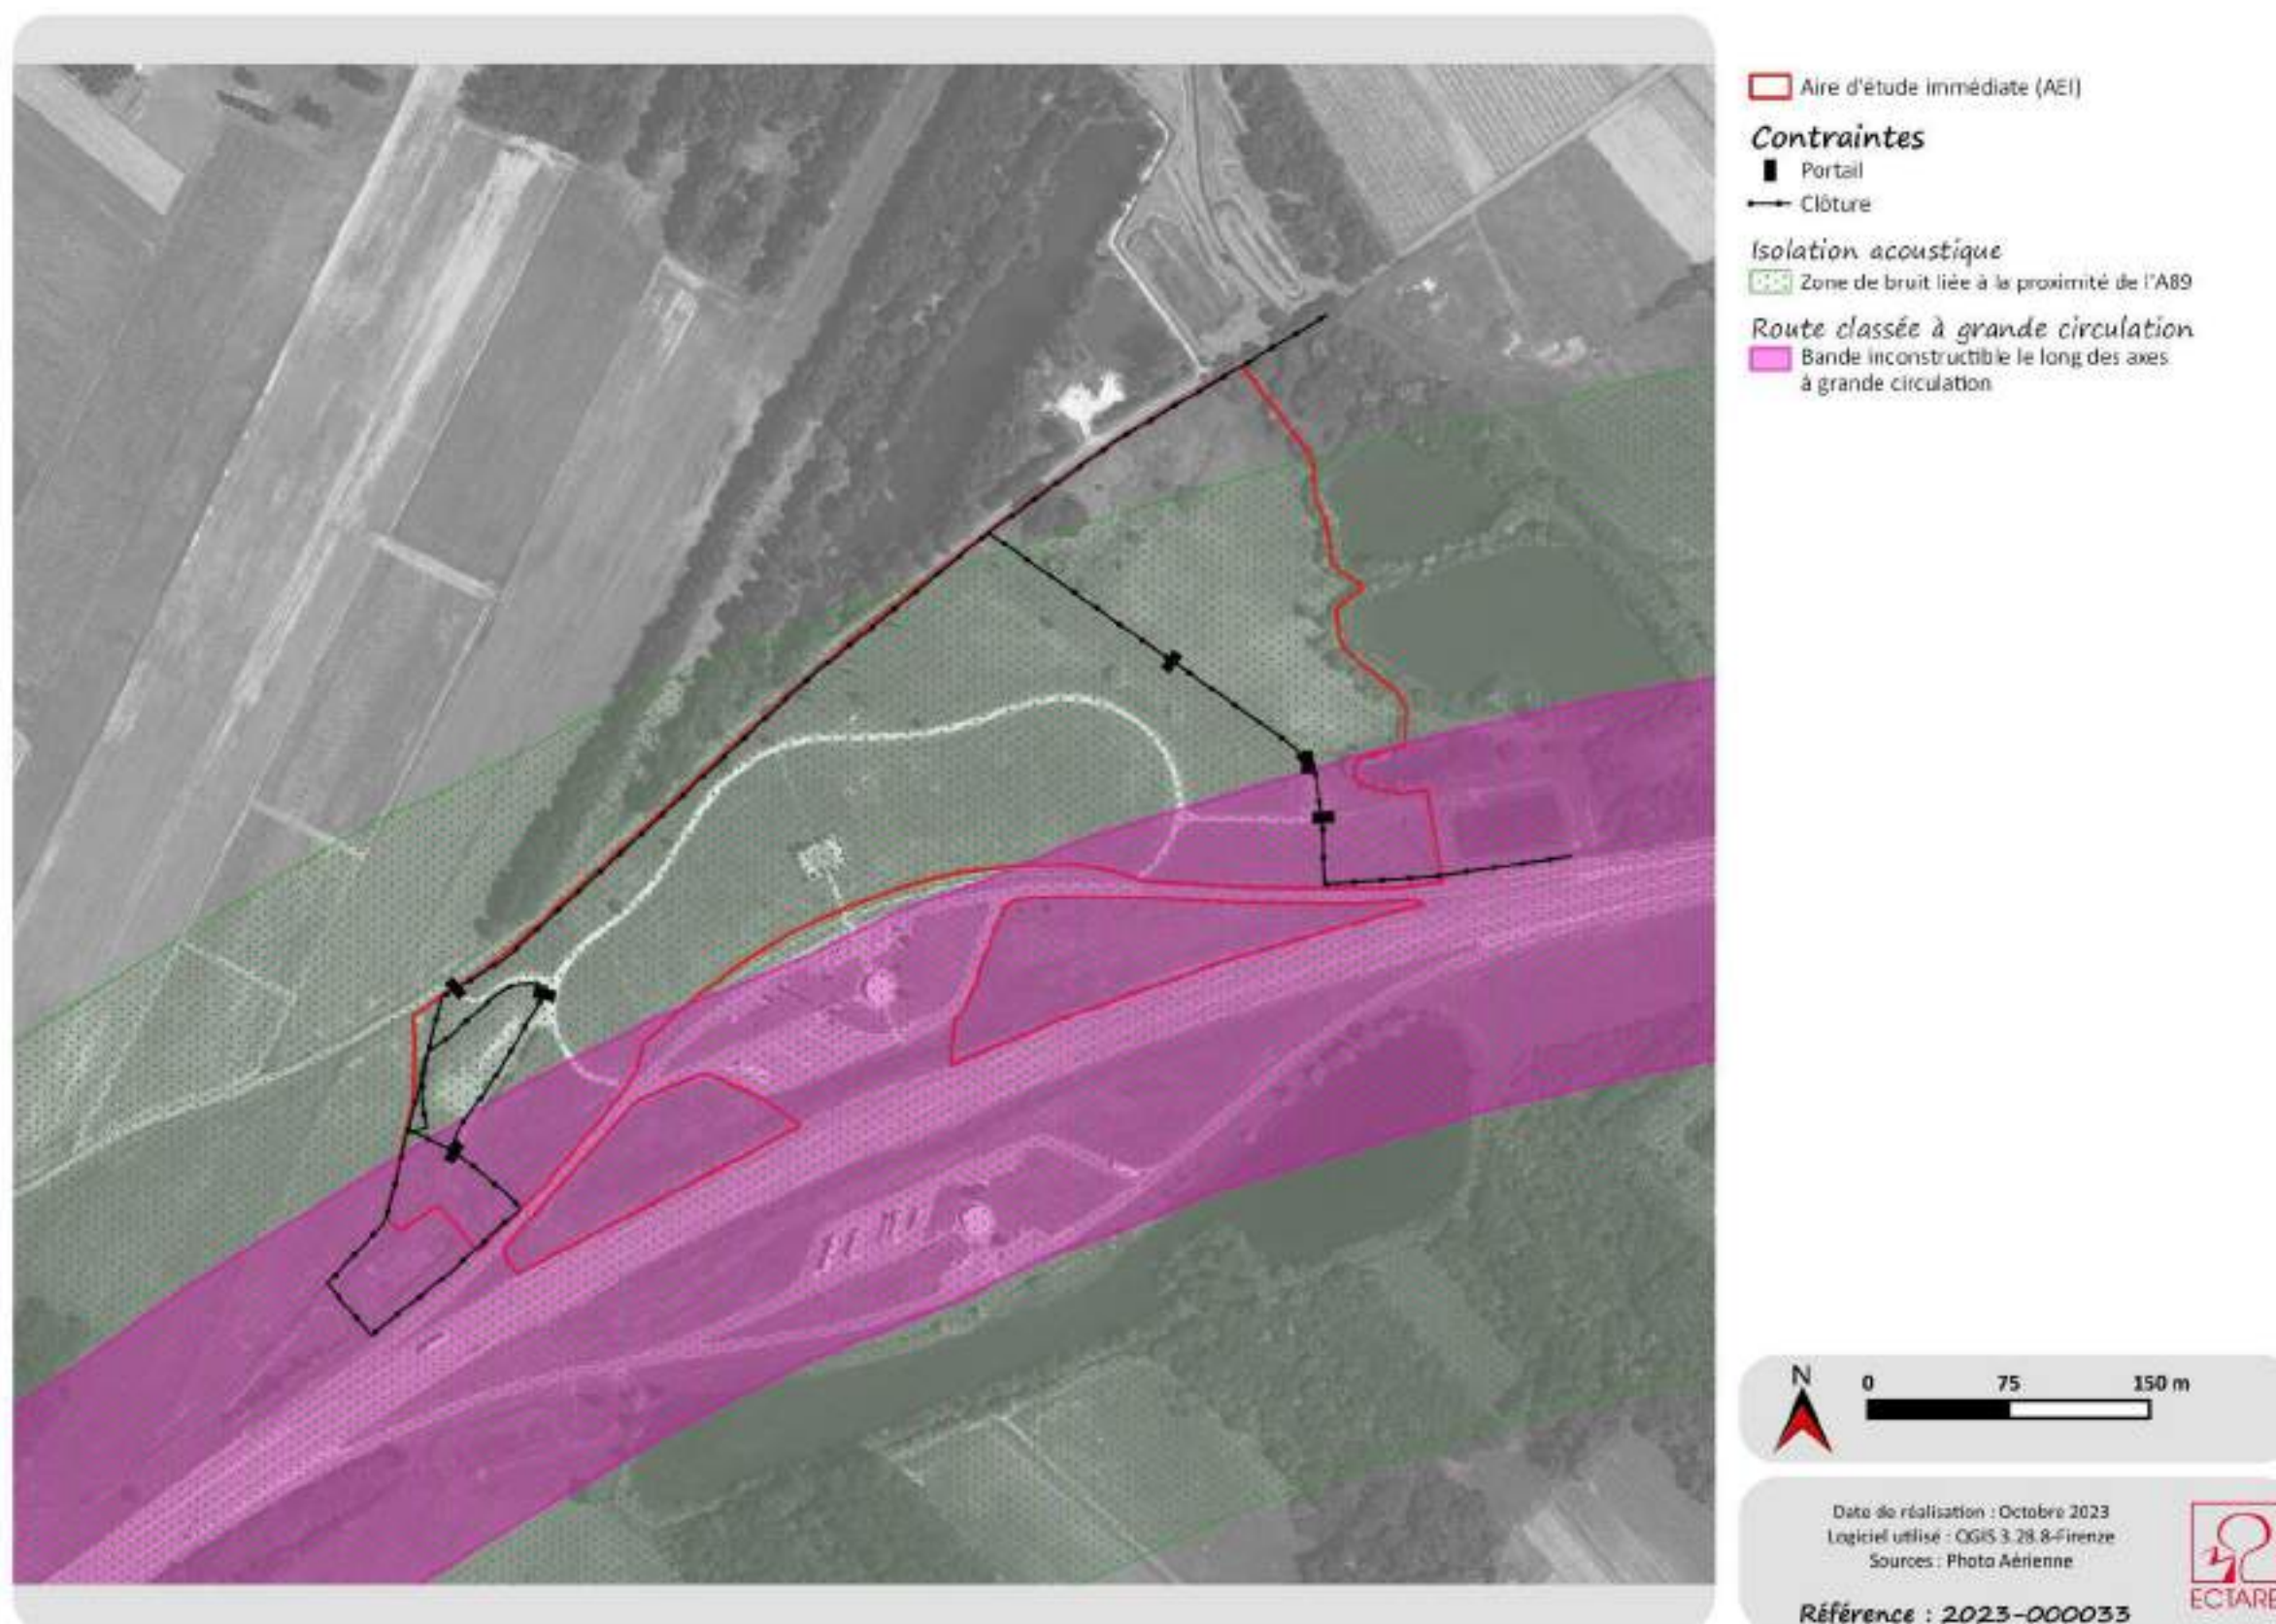 Aire d'étude immédiate (AEI)
Contraintes
Portail
Clôture
Isolation acoustique
Zone de bruit liée à la proximité de l'A89
Route classée à grande circulation
Bande inconstructible le long des axes
à grande circulation
N
0 75 150 m
Date de réalisation : Octobre 2023
Logiciel utilisé : QGIS 3.28.8-Firenze
Sources : Photo Aérienne
Référence : 2023-000033
ECTARE